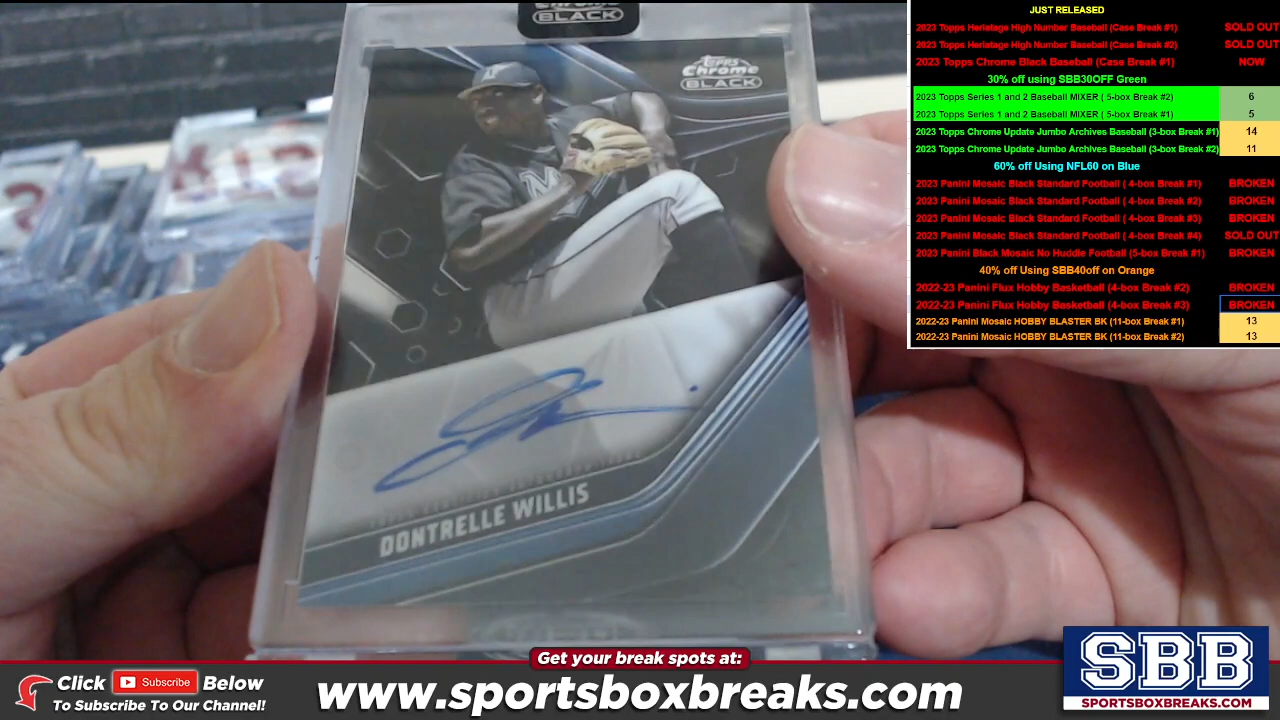 Chrome
BLACK
Topps
Chrome
BLACK
DONTRELLE WILLIS
JUST RELEASED
2023 Topps Heriatage High Number Baseball (Case Break #1) SOLD OUT
2023 Topps Heritage High Number Baseball (Case Break #2) SOLD OUT
2023 Topps Chrome Black Baseball (Case Break #1) NOW
30% off using SBB30OFF Green
2023 Topps Series 1 and 2 Baseball MIXER ( 5-box Break #2) 6
2023 Topps Series 1 and 2 Baseball MIXER ( 5-box Break #1) 5
2023 Topps Chrome Update Jumbo Archives Baseball (3-box Break #1) 14
2023 Topps Chrome Update Jumbo Archives Baseball (3-box Break #2) 11
60% off Using NFL60 on Blue
2023 Panini Mosaic Black Standard Football ( 4-box Break #1) BROKEN
2023 Panini Mosaic Black Standard Football ( 4-box Break #2) BROKEN
2023 Panini Mosaic Black Standard Football ( 4-box Break #3) BROKEN
2023 Panini Mosaic Black Standard Football ( 4-box Break #4) SOLD OUT
2023 Panini Black Mosaic No Huddle Football (5-box Break #1) BROKEN
40% off Using SBB40off on Orange
2022-23 Panini Flux Hobby Basketball (4-box Break #2) BROKEN
2022-23 Panini Flux Hobby Basketball (4-box Break #3) BROKEN
2022-23 Panini Mosaic HOBBY BLASTER BK (11-box Break #1) 13
2022-23 Panini Mosaic HOBBY BLASTER BK (11-box Break #2) 13
Get your break spots at:
Click Subscribe Below
To Subscribe To Our Channel!
www.sportsboxbreaks.com
SBB
SPORTSBOXBREAKS.COM